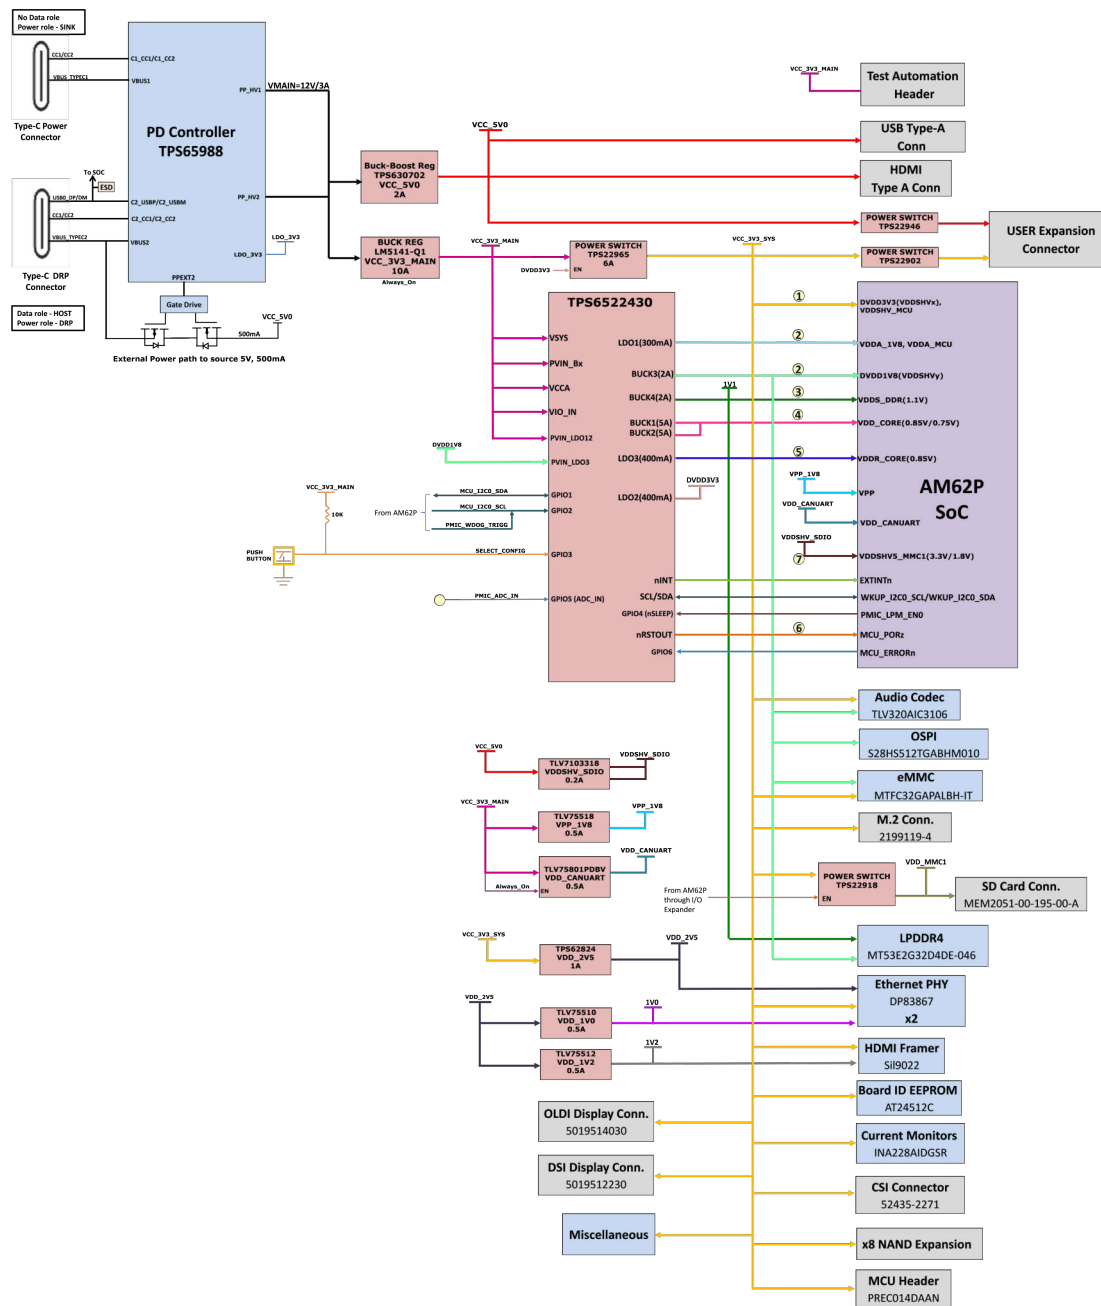 No Data role
Power role - SINK
CC1/CC2
VBUS_TYPEC1
Type-C Power
Connector
C1_CC1/C1_CC2
VBUS1
PP_HV1
VMAIN=12V/3A
PD Controller
TPS65988
To SOC
ESD
USB0_DP/DM
CC1/CC2
VBUS_TYPEC2
C2_USBP/C2_USBM
C2_CC1/C2_CC2
VBUS2
PP_HV2
LDO_3V3
LDO_3V3
PPEXT2
Type-C DRP
Connector
Data role - HOST
Power role - DRP
Gate Drive
VCC_5V0
500mA
External Power path to source 5V, 500mA
Buck-Boost Reg
TPS630702
VCC_5V0
2A
BUCK REG
LM5141-Q1
VCC_3V3_MAIN
10A
Always_On
VCC_5V0
VCC_3V3_MAIN
Test Automation
Header
USB Type-A
Conn
HDMI
Type A Conn
POWER SWITCH
TPS22946
POWER SWITCH
TPS22902
USER Expansion
Connector
VCC_3V3_MAIN
POWER SWITCH
TPS22965
6A
EN
DVDD3V3
VCC_3V3_SYS
TPS6522430
VSYS
PVIN_Bx
VCCA
VIO_IN
PVIN_LDO12
DVDD1V8
PVIN_LDO3
LDO1(300mA)
BUCK3(2A)
BUCK4(2A)
BUCK1(5A)
BUCK2(5A)
LDO3(400mA)
LDO2(400mA)
DVDD3V3
1V1
1
2
2
3
4
5
7
6
DVDD3V3(VDDSHVx),
VDDSHV_MCU
VDDA_1V8, VDDA_MCU
DVDD1V8(VDDSHVy)
VDDS_DDR(1.1V)
VDD_CORE(0.85V/0.75V)
VDDR_CORE(0.85V)
VPP_1V8
VPP
VDD_CANUART
VDD_CANUART
VDDSHV_SDIO
VDDSHV5_MMC1(3.3V/1.8V)
AM62P
SoC
VCC_3V3_MAIN
10K
From AM62P
MCU_I2C0_SDA
MCU_I2C0_SCL
PMIC_WDOG_TRIGG
GPIO1
GPIO2
PUSH
BUTTON
SELECT_CONFIG
GPIO3
PMIC_ADC_IN
GPIO5 (ADC_IN)
nINT
SCL/SDA
GPIO4 (nSLEEP)
nRSTOUT
GPIO6
EXTINTn
WKUP_I2C0_SCL/WKUP_I2C0_SDA
PMIC_LPM_EN0
MCU_PORz
MCU_ERRORn
Audio Codec
TLV320AIC3106
OSPI
S28HS512TGABHM010
eMMC
MTFC32GAPALBH-IT
M.2 Conn.
2199119-4
VCC_5V0
TLV7103318
VDDSHV_SDIO
0.2A
VDDSHV_SDIO
VCC_3V3_MAIN
TLV75518
VPP_1V8
0.5A
VPP_1V8
TLV75801PDBV
VDD_CANUART
0.5A
EN
Always_On
VDD_CANUART
From AM62P
through I/O
Expander
POWER SWITCH
TPS22918
EN
VDD_MMC1
SD Card Conn.
MEM2051-00-195-00-A
LPDDR4
MT53E2G32D4DE-046
VCC_3V3_SYS
TPS62824
VDD_2V5
1A
VDD_2V5
Ethernet PHY
DP83867
x2
VDD_2V5
TLV75510
VDD_1V0
0.5A
1V0
TLV75512
VDD_1V2
0.5A
1V2
HDMI Framer
Sil9022
Board ID EEPROM
AT24512C
OLDI Display Conn.
5019514030
Current Monitors
INA228AIDGSR
DSI Display Conn.
5019512230
CSI Connector
52435-2271
Miscellaneous
x8 NAND Expansion
MCU Header
PREC014DAAN